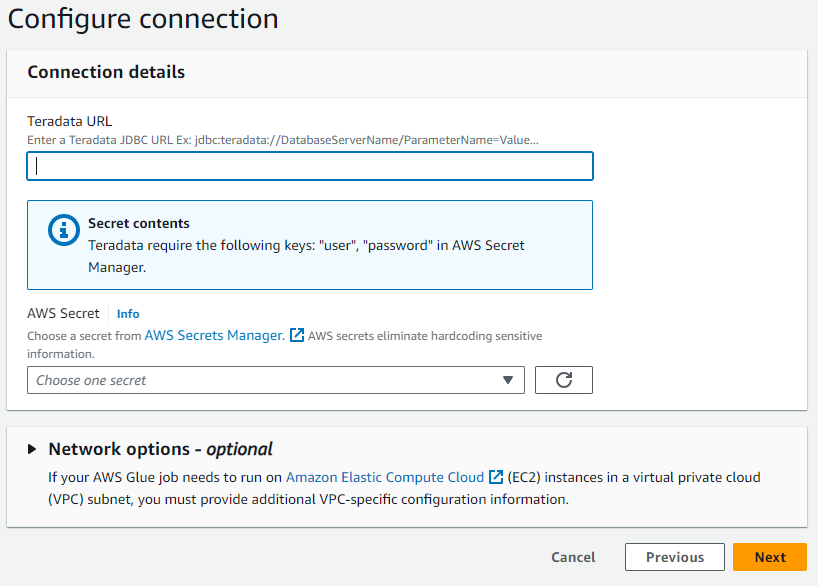 Configure connection
Connection details
Teradata URL
Enter a Teradata JDBC URL Ex: jdbc:teradata://DatabaseServerName/ParameterName=Value...
Secret contents
Teradata require the following keys: "user", "password" in AWS Secret
Manager.
AWS Secret Info
Choose a secret from AWS Secrets Manager. AWS secrets eliminate hardcoding sensitive
information.
Choose one secret
Network options - optional
If your AWS Glue job needs to run on Amazon Elastic Compute Cloud (EC2) instances in a virtual private cloud
(VPC) subnet, you must provide additional VPC-specific configuration information.
Cancel Previous Next